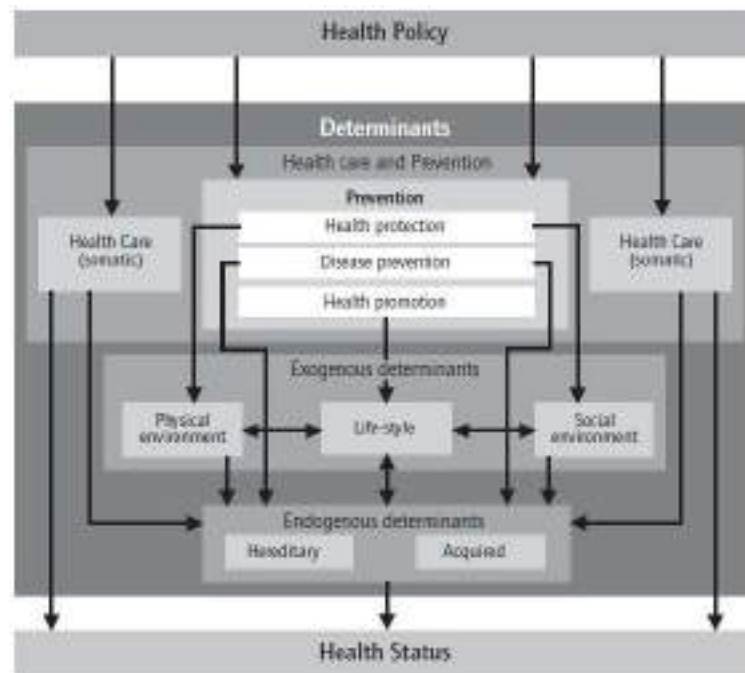 Health Policy
Determinants
Health care and Prevention
Prevention
Health protection
Disease prevention
Health promotion
Health Care
(somatic)
Health Care
(somatic)
Exogenous determinants
Physical
environment
Life-style
Social
environment
Endogenous determinants
Hereditary
Acquired
Health Status